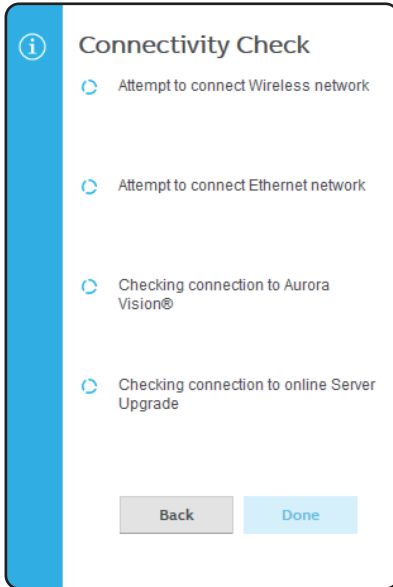 Connectivity Check
Attempt to connect Wireless network
Attempt to connect Ethernet network
Checking connection to Aurora
Vision®
Checking connection to online Server
Upgrade
Back Done